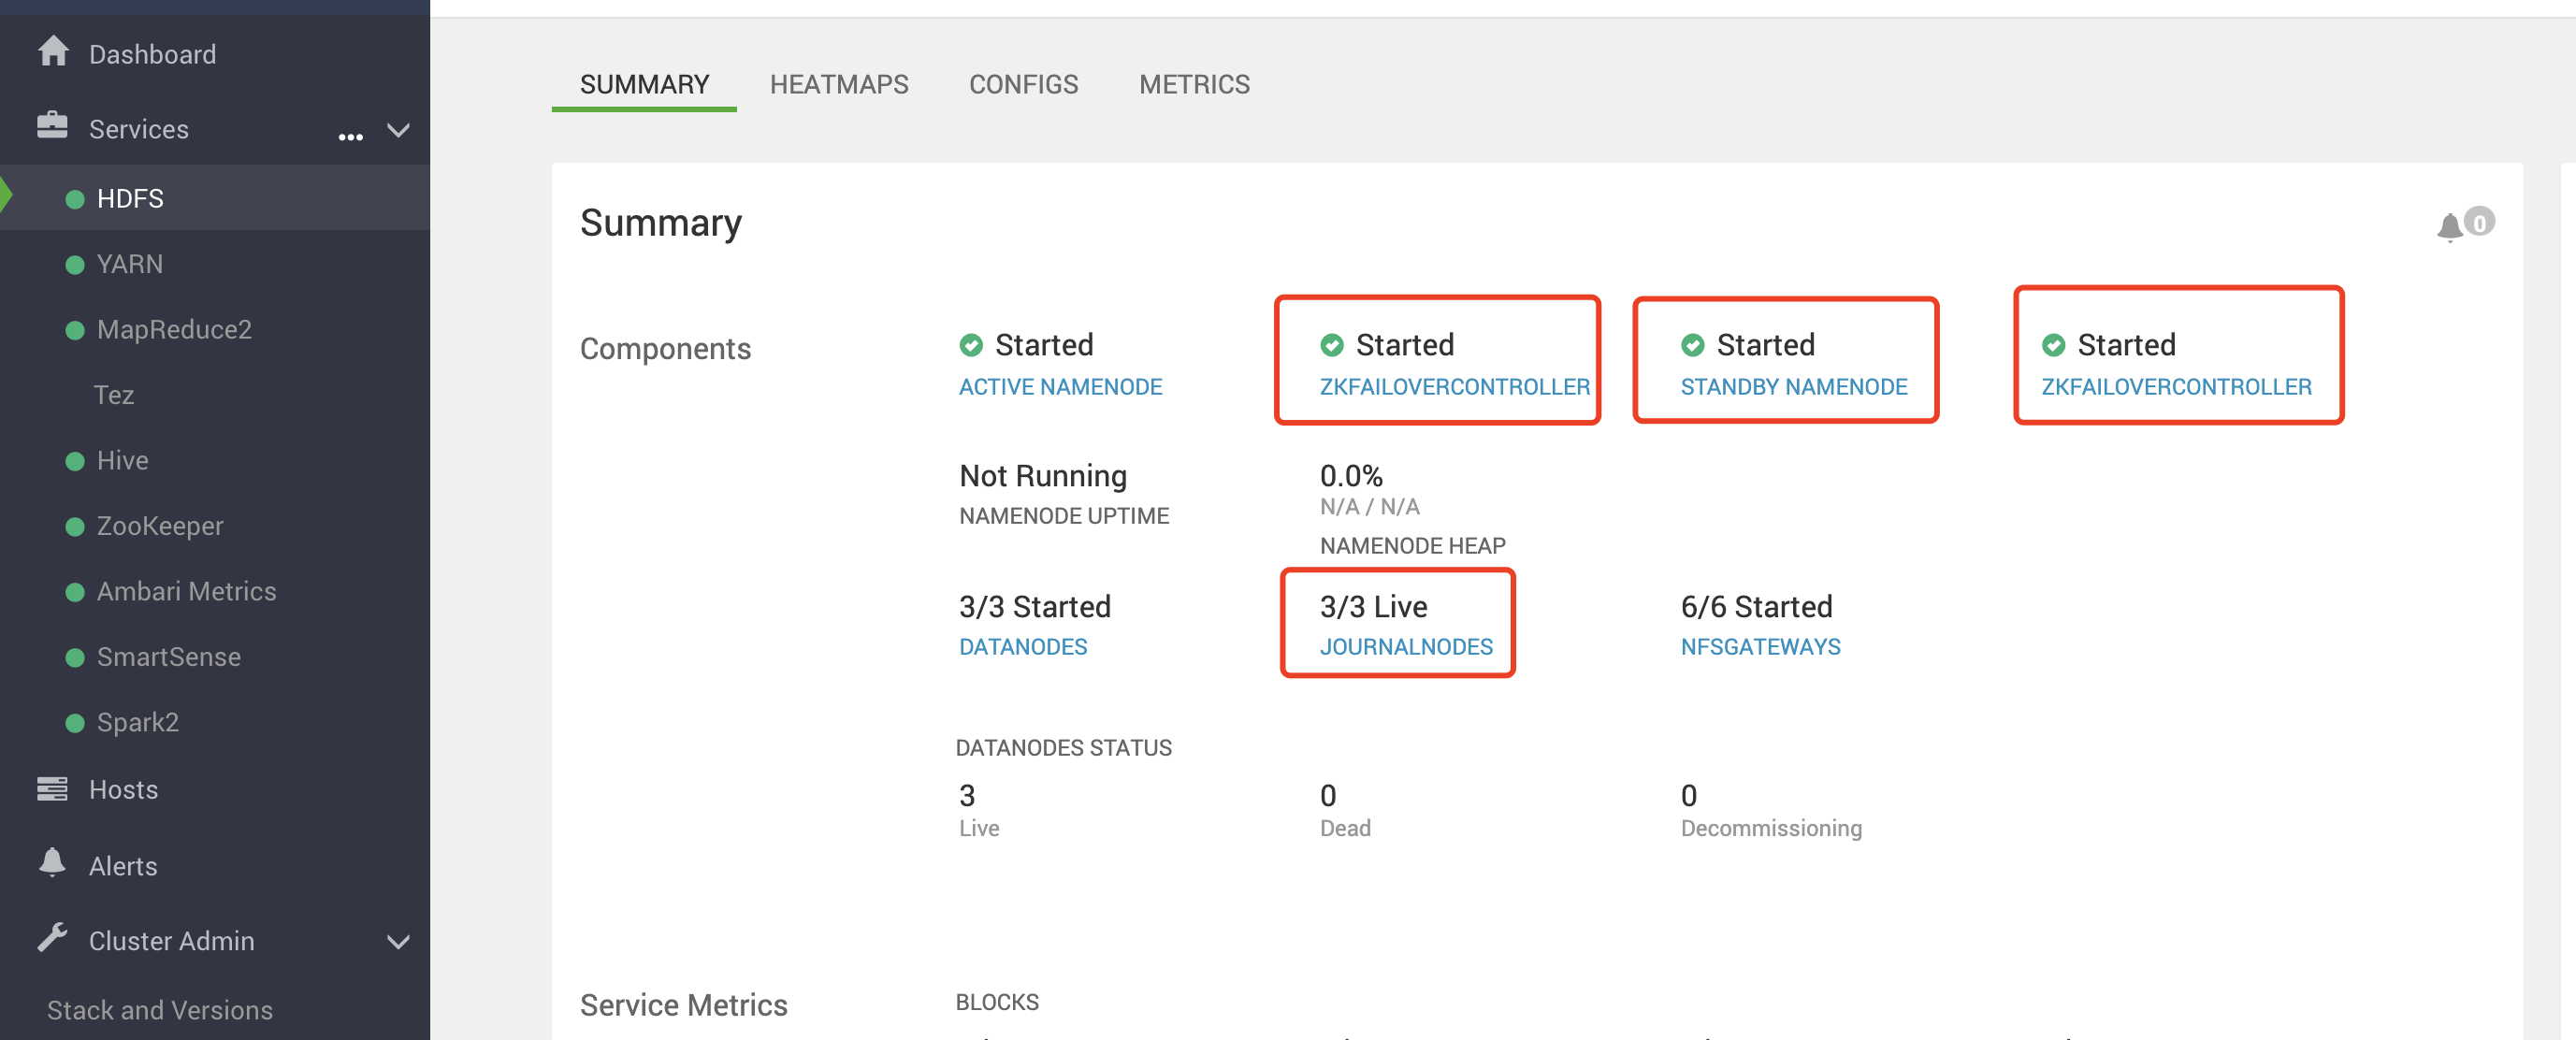 Dashboard
Services
HDFS
YARN
MapReduce2
Tez
Hive
ZooKeeper
Ambari Metrics
SmartSense
Spark2
Hosts
Alerts
Cluster Admin
Stack and Versions
SUMMARY HEATMAPS CONFIGS METRICS
Summary
0
Components
Started Started Started Started
ACTIVE NAMENODE ZKFAILOVERCONTROLLER STANDBY NAMENODE ZKFAILOVERCONTROLLER
Not Running 0.0%
N/A / N/A
NAMENODE UPTIME
NAMENODE HEAP
3/3 Started 3/3 Live 6/6 Started
DATANODES JOURNALNODES NFSGATEWAYS
DATANODES STATUS
3 0 0
Live Dead Decommissioning
Service Metrics BLOCKS